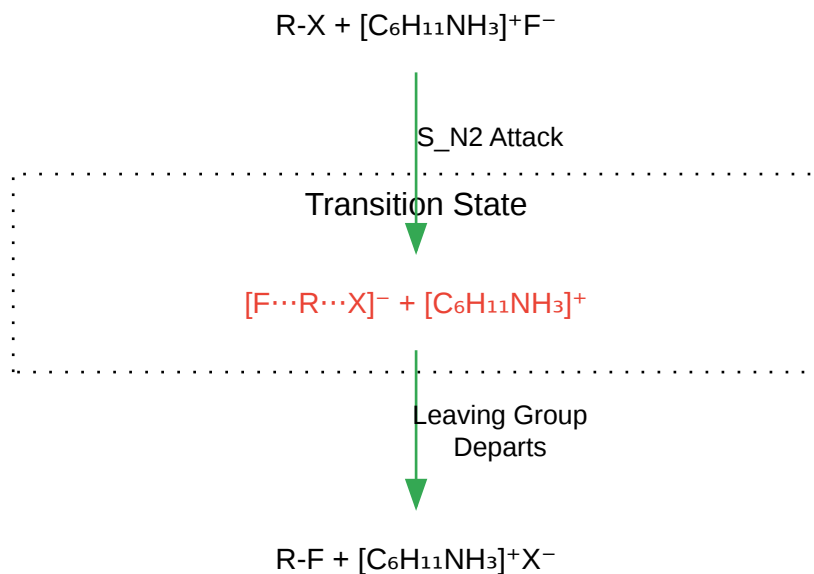 R-X + [C₆H₁₁NH₃]⁺F⁻
S_N2 Attack
Transition State
[F⋯R⋯X]⁻ + [C₆H₁₁NH₃]⁺
Leaving Group
Departs
R-F + [C₆H₁₁NH₃]⁺X⁻